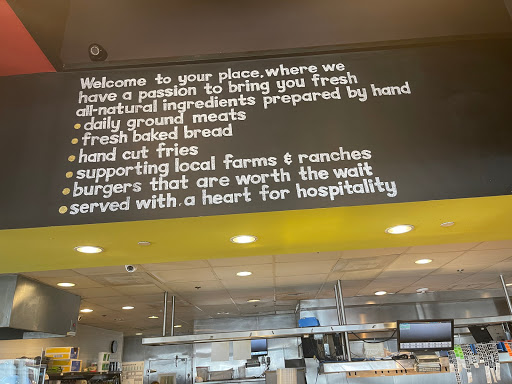 Welcome to your place, where we
have a passion to bring you fresh
all-natural ingredients prepared by hand
• daily ground meats
• fresh baked bread
• hand cut fries
• supporting local farms & ranches
• burgers that are worth the wait
• served with a heart for hospitality